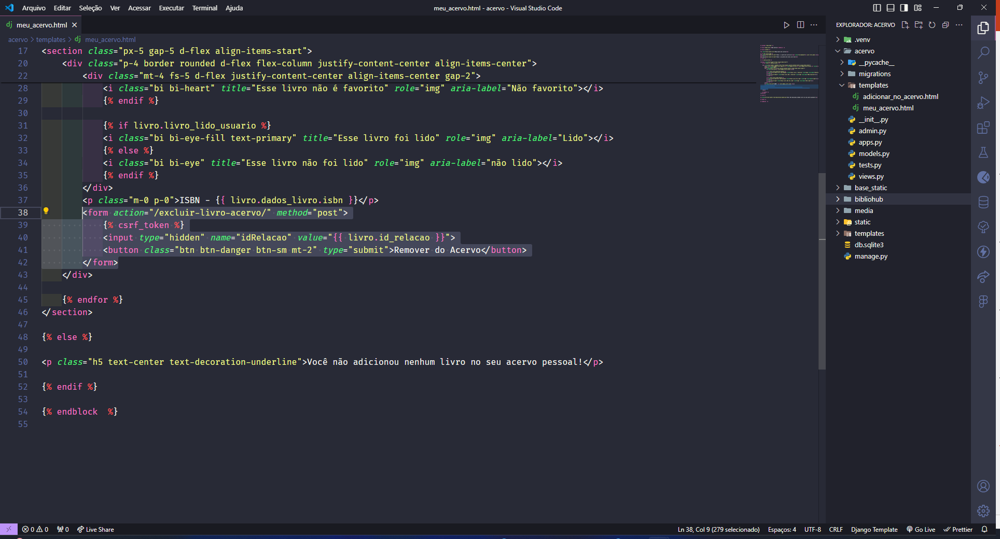 Arquivo Editar Seleção Ver Acessar Executar Terminal Ajuda
meu_acervo.html - acervo - Visual Studio Code
meu_acervo.html
acervo > templates > meu_acervo.html
17 <section class="px-5 gap-5 d-flex align-items-start">
20 <div class="p-4 border rounded d-flex flex-column justify-content-center align-items-center">
22 <div class="mt-4 fs-5 d-flex justify-content-center align-items-center gap-2">
28 <i class="bi bi-heart" title="Esse livro não é favorito" role="img" aria-label="Não favorito"></i>
29 {% endif %}
30
31 {% if livro.livro_lido_usuario %}
32 <i class="bi bi-eye-fill text-primary" title="Esse livro foi lido" role="img" aria-label="Lido"></i>
33 {% else %}
34 <i class="bi bi-eye" title="Esse livro não foi lido" role="img" aria-label="não lido"></i>
35 {% endif %}
36 </div>
37 <p class="m-0 p-0">ISBN - {{ livro.dados_livro.isbn }}</p>
38 <form action="/excluir-livro-acervo/" method="post">
39 {% csrf_token %}
40 <input type="hidden" name="idRelacao" value="{{ livro.id_relacao }}">
41 <button class="btn btn-danger btn-sm mt-2" type="submit">Remover do Acervo</button>
42 </form>
43 </div>
44
45 {% endfor %}
46 </section>
47
48 {% else %}
49
50 <p class="h5 text-center text-decoration-underline">Você não adicionou nenhum livro no seu acervo pessoal!</p>
51
52 {% endif %}
53
54 {% endblock  %}
55
EXPLORADOR: ACERVO
.venv
acervo
__pycache__
migrations
templates
adicionar_no_acervo.html
meu_acervo.html
__init__.py
admin.py
apps.py
models.py
tests.py
views.py
base_static
bibliohub
media
static
templates
db.sqlite3
manage.py
0 0 0 Live Share
Ln 38, Col 9 (279 selecionado) Espaços: 4 UTF-8 CRLF Django Template Go Live Prettier